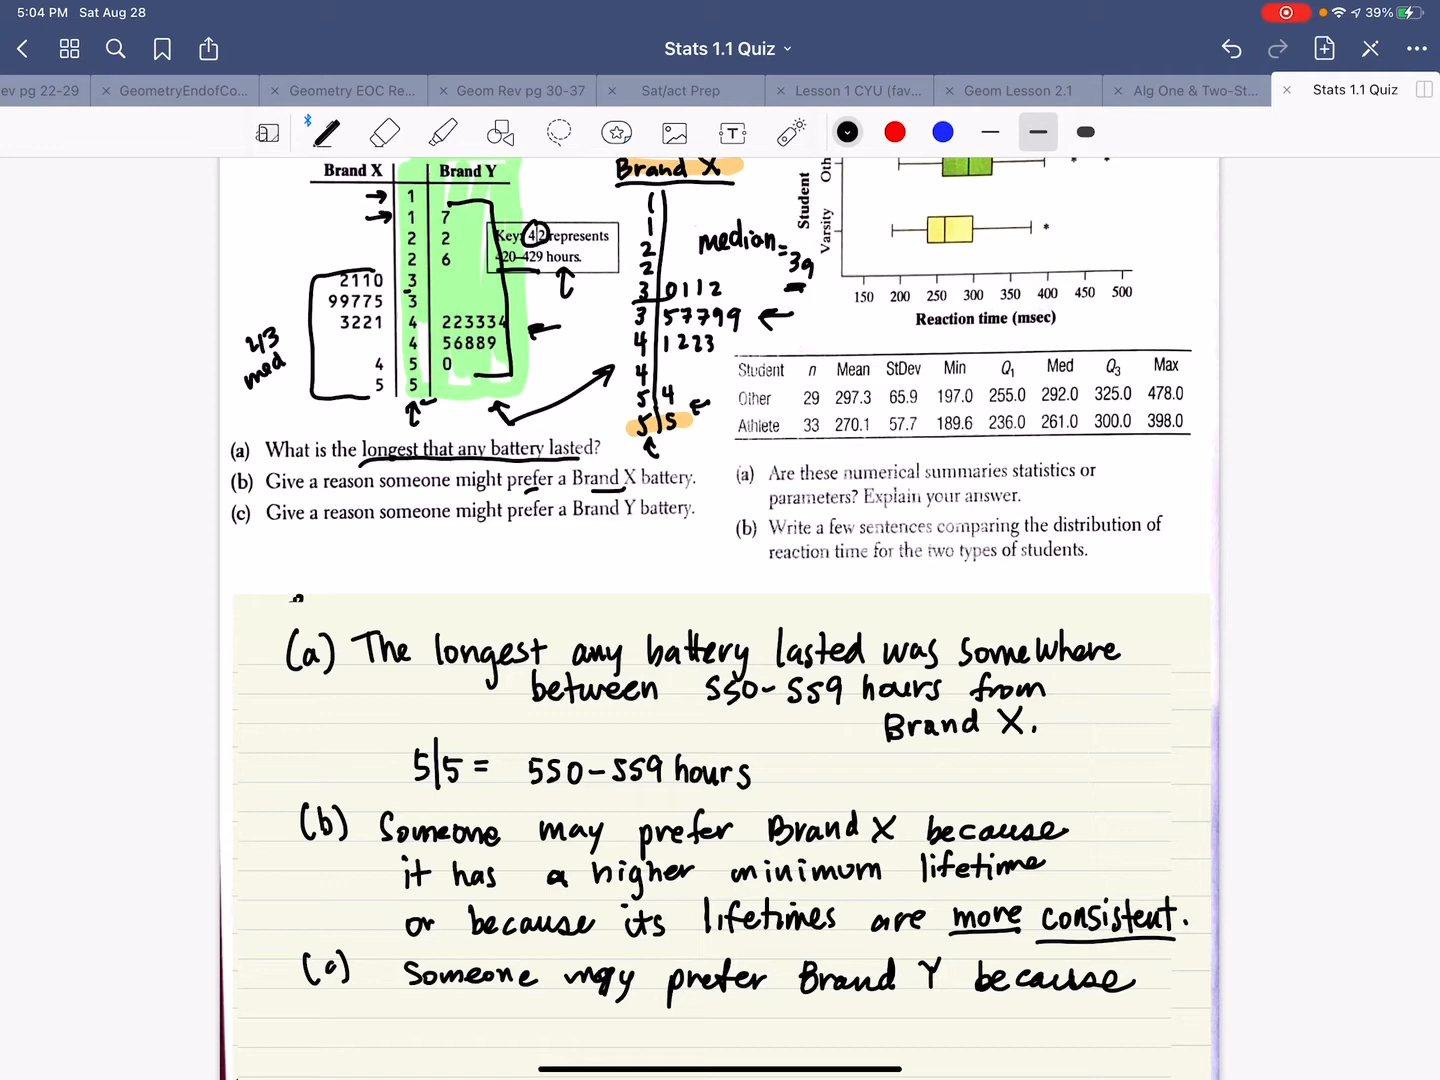 5:04 PM Sat Aug 28
39%
Stats 1.1 Quiz
ev pg 22-29
GeometryEndofCo...
Geometry EOC Re...
Geom Rev pg 30-37
Sat/act Prep
Lesson 1 CYU (fav...
Geom Lesson 2.1
Alg One & Two-St...
Stats 1.1 Quiz
Brand X Brand Y
1
1 7
2 2
2 6
2110 3
99775 3
3221 4 223334
4 56889
4 5 0
5 5
Key: 4|2 represents
420–429 hours.
2/3
med
Brand X
1
1
2
2
3 0112
3 57799
4 1223
4
5 4
5 5
median =
39
Student
Oth
Varsity
150 200 250 300 350 400 450 500
Reaction time (msec)
Student n Mean StDev Min Q1 Med Q3 Max
Other 29 297.3 65.9 197.0 255.0 292.0 325.0 478.0
Athlete 33 270.1 57.7 189.6 236.0 261.0 300.0 398.0
(a) What is the longest that any battery lasted?
(b) Give a reason someone might prefer a Brand X battery.
(c) Give a reason someone might prefer a Brand Y battery.
(a) Are these numerical summaries statistics or
parameters? Explain your answer.
(b) Write a few sentences comparing the distribution of
reaction time for the two types of students.
(a) The longest any battery lasted was somewhere
between 550-559 hours from
Brand X.
5|5 = 550-559 hours
(b) Someone may prefer Brand X because
it has a higher minimum lifetime
or because its lifetimes are more consistent.
(c) Someone may prefer Brand Y because